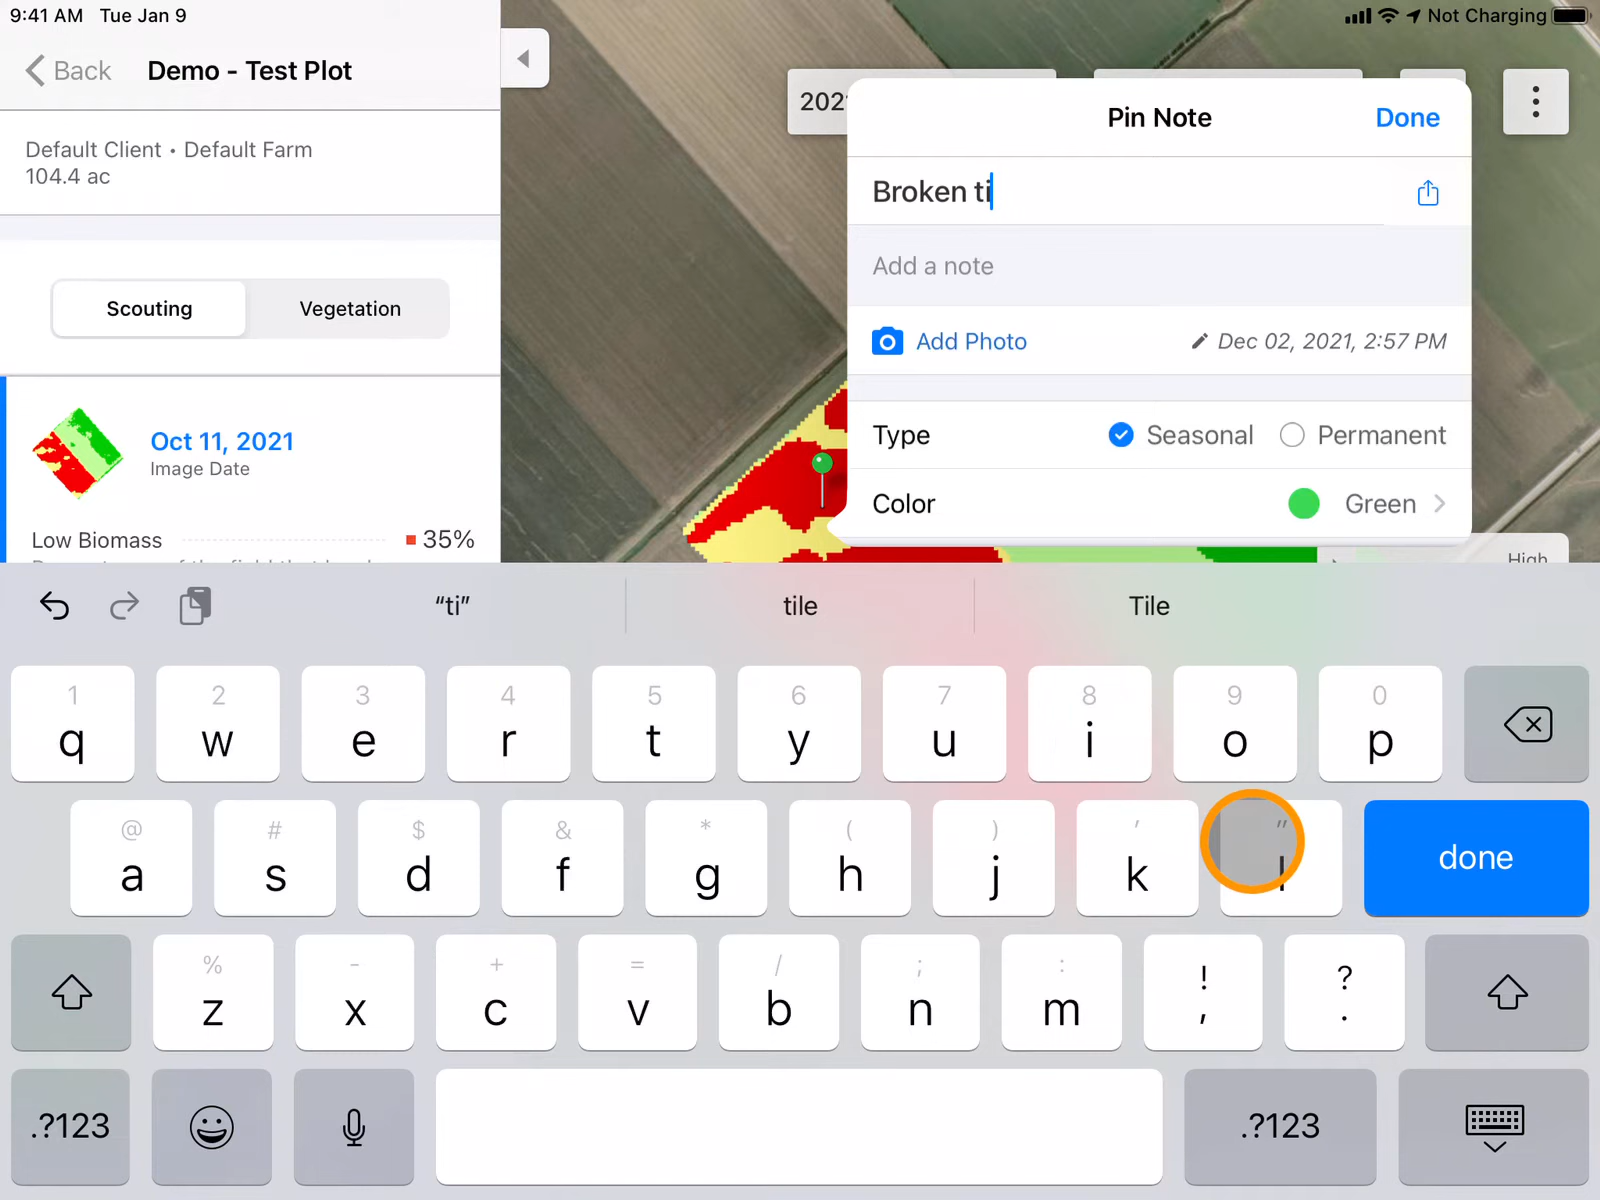 9:41 AM Tue Jan 9
Not Charging
Back
Demo - Test Plot
Default Client • Default Farm
104.4 ac
Scouting
Vegetation
Oct 11, 2021
Image Date
Low Biomass
35%
202
Pin Note
Done
Broken ti
Add a note
Add Photo
Dec 02, 2021, 2:57 PM
Type
Seasonal
Permanent
Color
Green
High
“ti”
tile
Tile
1 2 3 4 5 6 7 8 9 0
q w e r t y u i o p
@ # $ & * ( ) ' "
a s d f g h j k l
done
% - + = / ; : ! ?
z x c v b n m , .
.?123
.?123